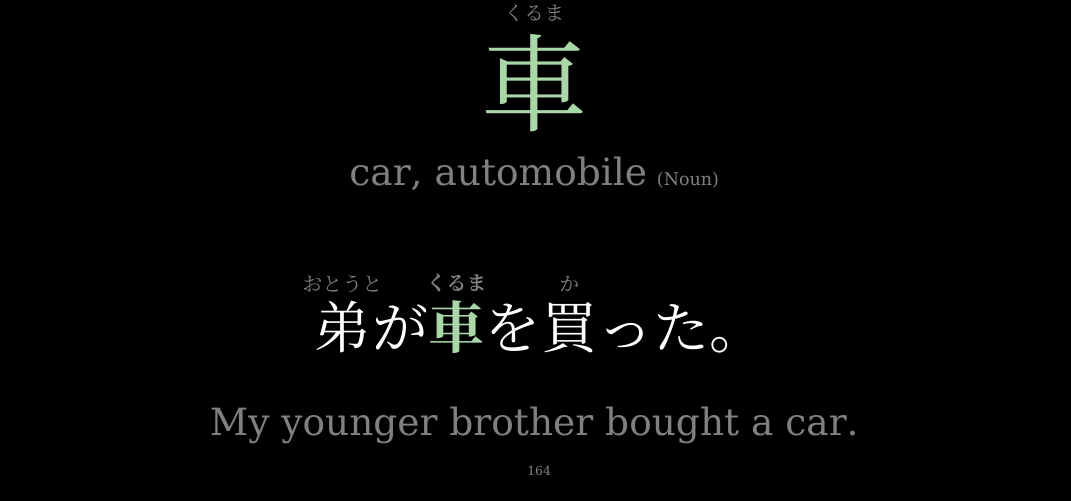 くるま
車
car, automobile (Noun)
おとうと くるま か
弟が車を買った。
My younger brother bought a car.
164